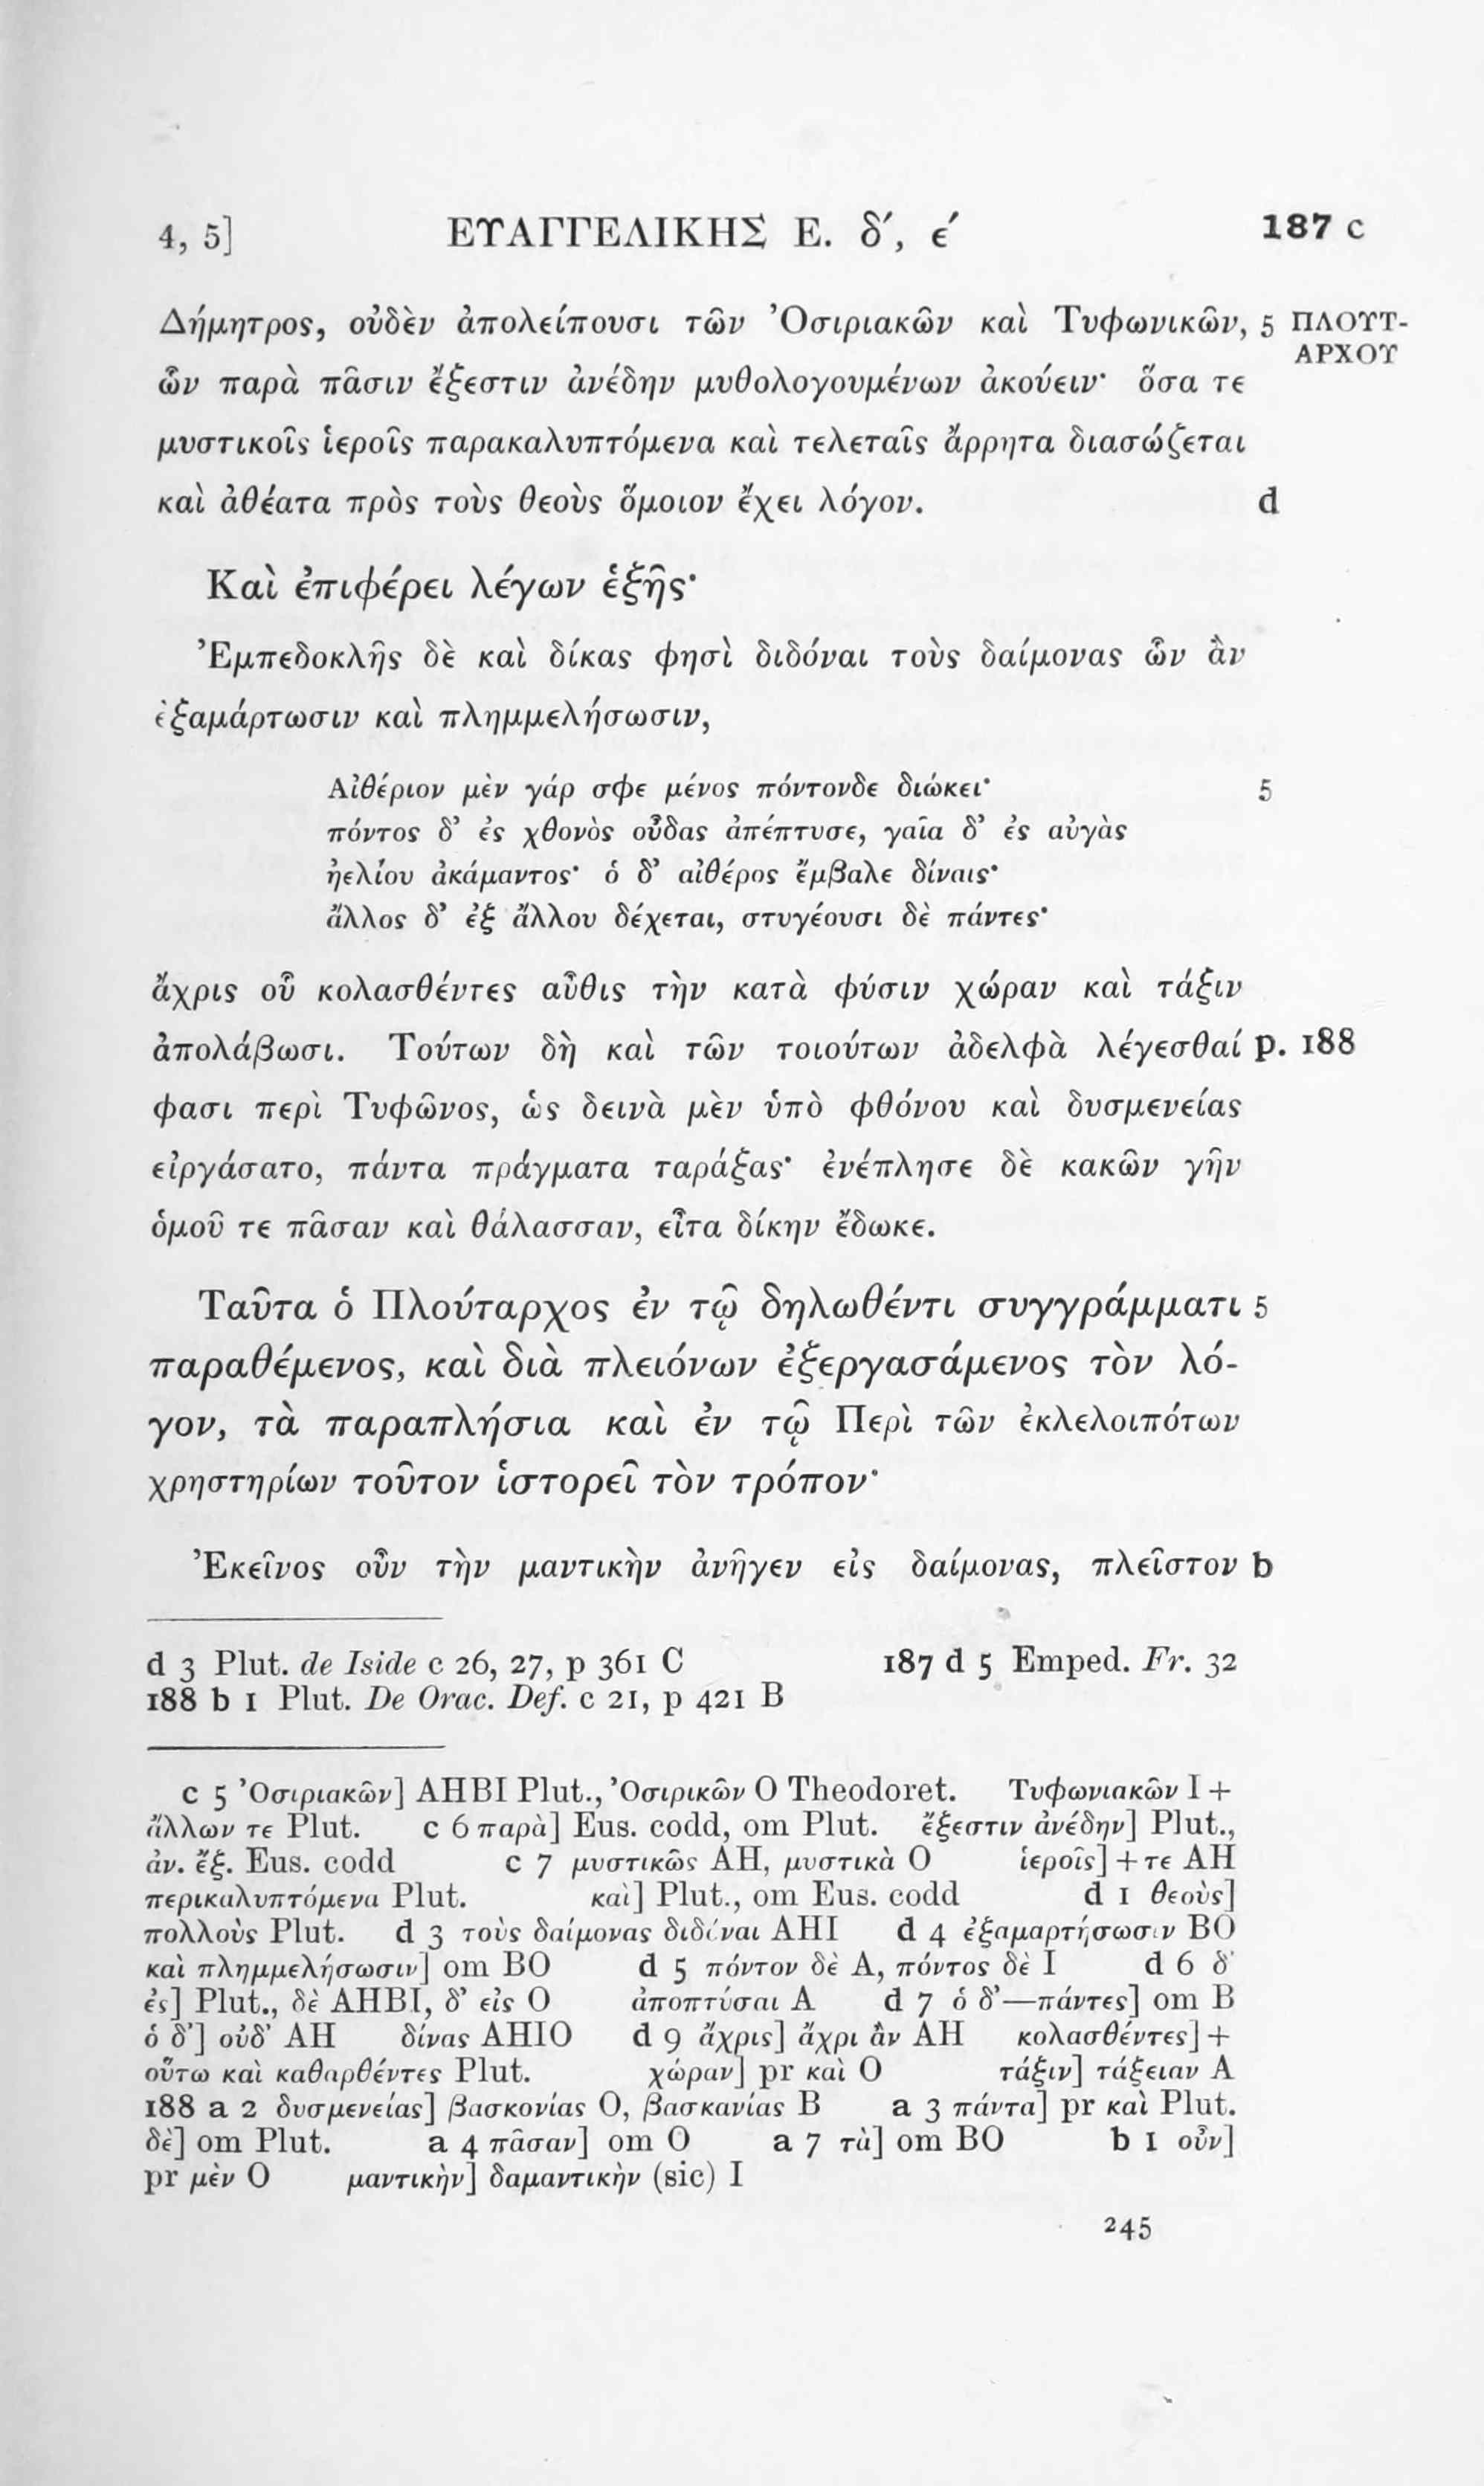 4, 5] ΕΥΑΓΓΕΛΙΚΗΣ Ε. δ′, ε′ 187 c
Δήμητρος, οὐδὲν ἀπολείπουσι τῶν Ὀσιριακῶν καὶ Τυφωνικῶν, 5 ΠΛΟΥΤ-
ΑΡΧΟΥ
ὧν παρὰ πᾶσιν ἔξεστιν ἀνέδην μυθολογουμένων ἀκούειν· ὅσα τε
μυστικοῖς ἱεροῖς παρακαλυπτόμενα καὶ τελεταῖς ἄρρητα διασώζεται
καὶ ἀθέατα πρὸς τοὺς θεοὺς ὅμοιον ἔχει λόγον. d
Καὶ ἐπιφέρει λέγων ἑξῆς·
Ἐμπεδοκλῆς δὲ καὶ δίκας φησὶ διδόναι τοὺς δαίμονας ὧν ἂν
ἐξαμάρτωσιν καὶ πλημμελήσωσιν,
Αἰθέριον μὲν γάρ σφε μένος πόντονδε διώκει· 5
πόντος δ’ ἐς χθονὸς οὖδας ἀπέπτυσε, γαῖα δ’ ἐς αὐγὰς
ἠελίου ἀκάμαντος· ὁ δ’ αἰθέρος ἔμβαλε δίναις·
ἄλλος δ’ ἐξ ἄλλου δέχεται, στυγέουσι δὲ πάντες·
ἄχρις οὗ κολασθέντες αὖθις τὴν κατὰ φύσιν χώραν καὶ τάξιν
ἀπολάβωσι. Τούτων δὴ καὶ τῶν τοιούτων ἀδελφὰ λέγεσθαί p. 188
φασι περὶ Τυφῶνος, ὡς δεινὰ μὲν ὑπὸ φθόνου καὶ δυσμενείας
εἰργάσατο, πάντα πράγματα ταράξας· ἐνέπλησε δὲ κακῶν γῆν
ὁμοῦ τε πᾶσαν καὶ θάλασσαν, εἶτα δίκην ἔδωκε.
Ταῦτα ὁ Πλούταρχος ἐν τῷ δηλωθέντι συγγράμματι 5
παραθέμενος, καὶ διὰ πλειόνων ἐξεργασάμενος τὸν λό-
γον, τὰ παραπλήσια καὶ ἐν τῷ Περὶ τῶν ἐκλελοιπότων
χρηστηρίων τοῦτον ἱστορεῖ τὸν τρόπον·
Ἐκεῖνος οὖν τὴν μαντικὴν ἀνῆγεν εἰς δαίμονας, πλεῖστον b
d 3 Plut. de Iside c 26, 27, p 361 C 187 d 5 Emped. Fr. 32
188 b 1 Plut. De Orac. Def. c 21, p 421 B
c 5 Ὀσιριακῶν] AHBI Plut., Ὀσιρικῶν O Theodoret. Τυφωνιακῶν I +
ἄλλων τε Plut. c 6 παρὰ] Eus. codd, om Plut. ἔξεστιν ἀνέδην] Plut.,
ἀν. ἔξ. Eus. codd c 7 μυστικῶς AH, μυστικὰ O ἱεροῖς] + τε AH
περικαλυπτόμενα Plut. καὶ] Plut., om Eus. codd d 1 θεοὺς]
πολλοὺς Plut. d 3 τοὺς δαίμονας διδόναι AHI d 4 ἐξαμαρτήσωσιν BO
καὶ πλημμελήσωσιν] om BO d 5 πόντον δὲ A, πόντος δὲ I d 6 δ’
ἐς] Plut., δὲ AHBI, δ’ εἰς O ἀποπτύσαι A d 7 ὁ δ’—πάντες] om B
ὁ δ’] οὐδ’ AH δίνας AHIO d 9 ἄχρις] ἄχρι ἂν AH κολασθέντες] +
οὕτω καὶ καθαρθέντες Plut. χώραν] pr καὶ O τάξιν] τάξειαν A
188 a 2 δυσμενείας] βασκονίας O, βασκανίας B a 3 πάντα] pr καὶ Plut.
δὲ] om Plut. a 4 πᾶσαν] om O a 7 τὰ] om BO b 1 οὖν]
pr μὲν O μαντικὴν] δαμαντικὴν (sic) I
245